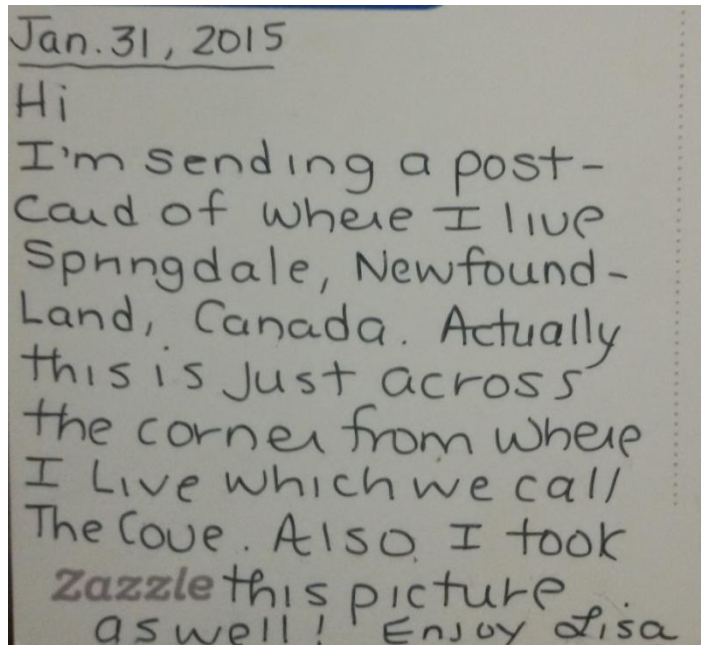 Jan. 31, 2015
Hi
I'm sending a post-
Card of where I live
Springdale, Newfound-
Land, Canada. Actually
this is just across
the corner from where
I Live which we call
The Cove. Also I took
Zazzle this picture
as well! Enjoy Lisa